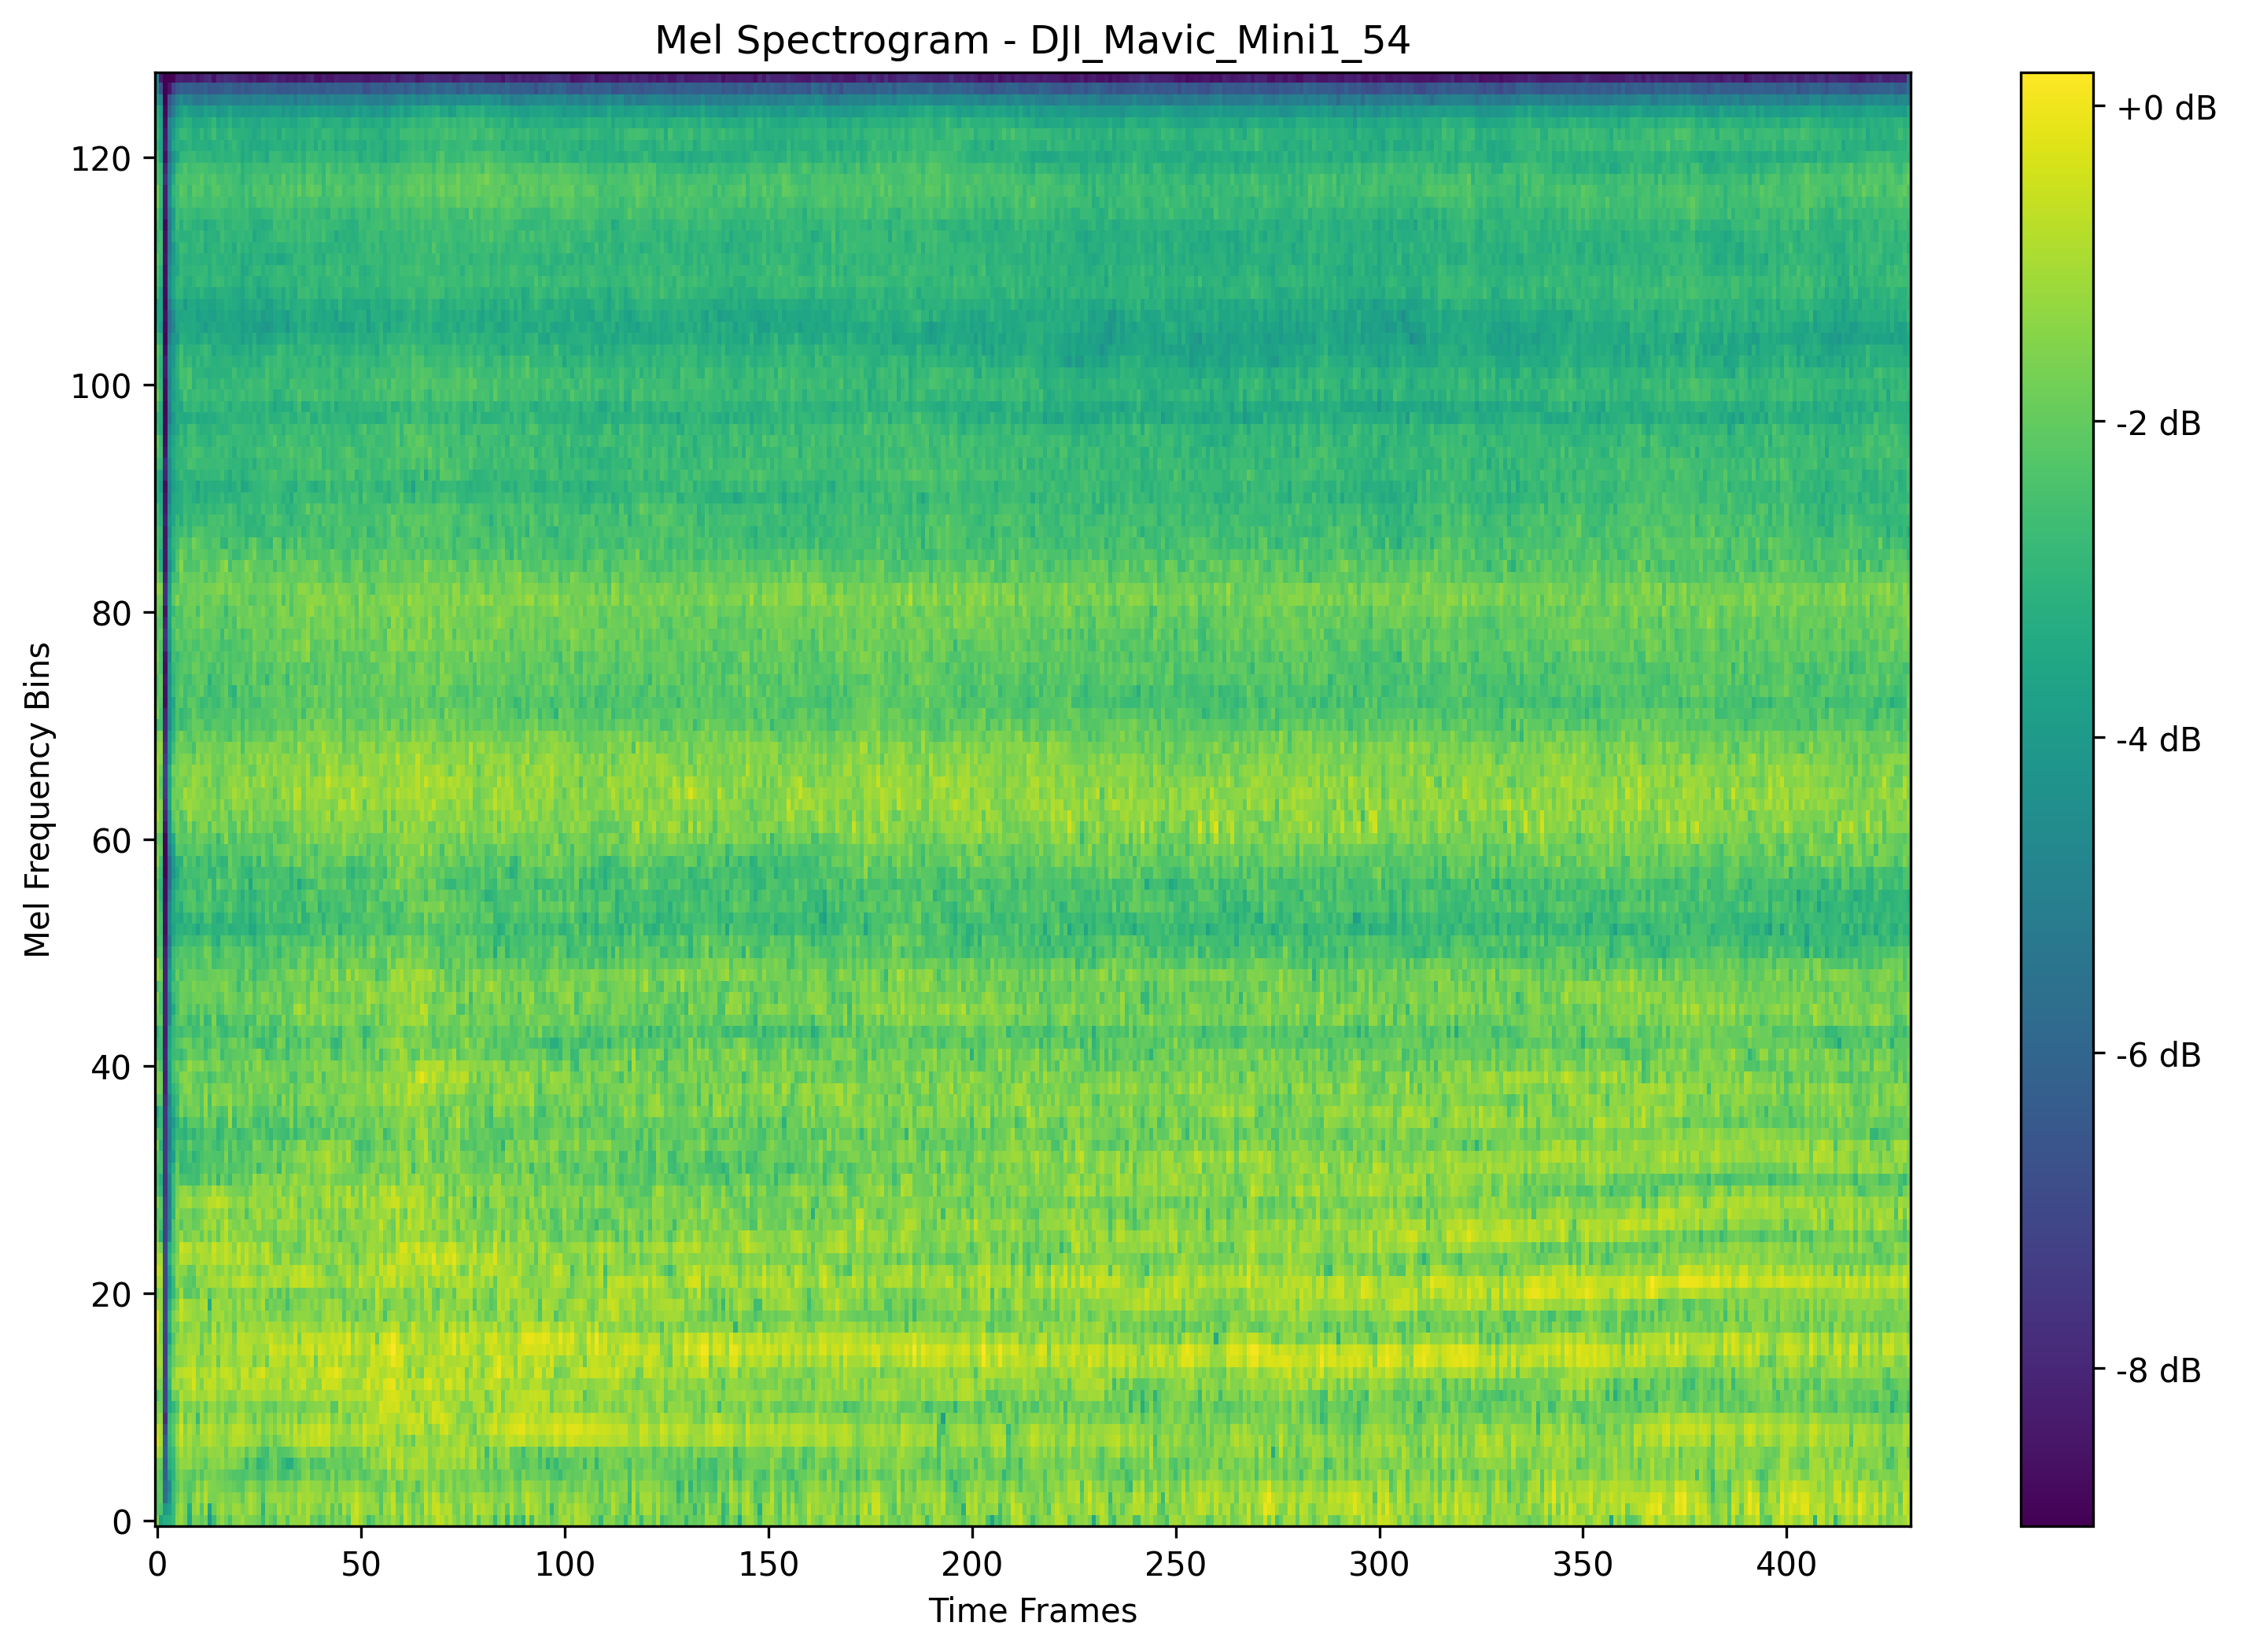 Mel Spectrogram - DJI_Mavic_Mini1_54
Mel Frequency Bins
120
100
80
60
40
20
0
0 50 100 150 200 250 300 350 400
Time Frames
+0 dB
-2 dB
-4 dB
-6 dB
-8 dB